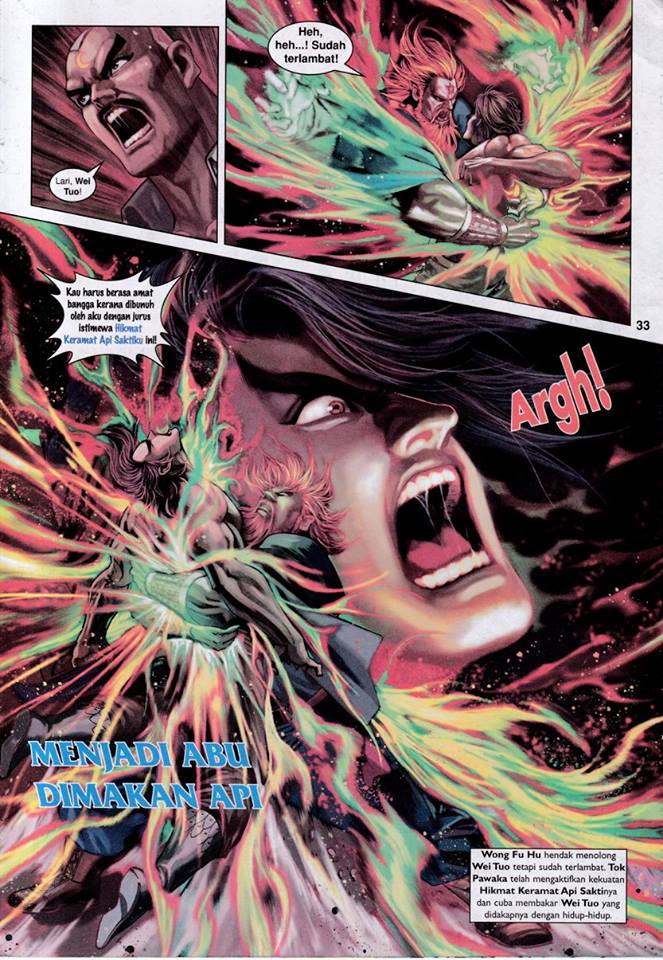 Lari, Wei
Tuo!
Heh,
heh...! Sudah
terlambat!
33
Kau harus berasa amat
bangga kerana dibunuh
oleh aku dengan jurus
istimewa Hikmat
Keramat Api Saktiku ini!
Argh!
MENJADI ABU
DIMAKAN API
Wong Fu Hu hendak menolong
Wei Tuo tetapi sudah terlambat. Tok
Pawaka telah mengaktifkan kekuatan
Hikmat Keramat Api Saktinya
dan cuba membakar Wei Tuo yang
didakapnya dengan hidup-hidup.